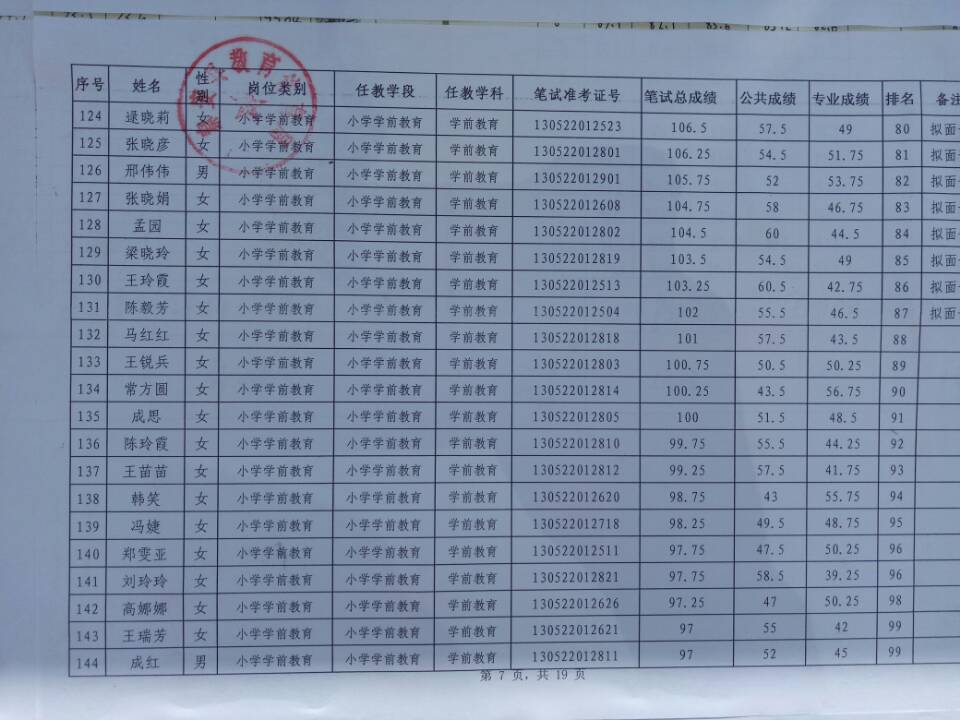 序号 姓名 性别 岗位类别 任教学段 任教学科 笔试准考证号 笔试总成绩 公共成绩 专业成绩 排名 备注
124 逯晓莉 女 小学学前教育 小学学前教育 学前教育 130522012523 106.5 57.5 49 80 拟面
125 张晓彦 女 小学学前教育 小学学前教育 学前教育 130522012801 106.25 54.5 51.75 81 拟面
126 邢伟伟 男 小学学前教育 小学学前教育 学前教育 130522012901 105.75 52 53.75 82 拟面
127 张晓娟 女 小学学前教育 小学学前教育 学前教育 130522012608 104.75 58 46.75 83 拟面
128 孟园 女 小学学前教育 小学学前教育 学前教育 130522012802 104.5 60 44.5 84 拟面
129 梁晓玲 女 小学学前教育 小学学前教育 学前教育 130522012819 103.5 54.5 49 85 拟面
130 王玲霞 女 小学学前教育 小学学前教育 学前教育 130522012513 103.25 60.5 42.75 86 拟面
131 陈毅芳 女 小学学前教育 小学学前教育 学前教育 130522012504 102 55.5 46.5 87 拟面
132 马红红 女 小学学前教育 小学学前教育 学前教育 130522012818 101 57.5 43.5 88
133 王锐兵 女 小学学前教育 小学学前教育 学前教育 130522012803 100.75 50.5 50.25 89
134 常方圆 女 小学学前教育 小学学前教育 学前教育 130522012814 100.25 43.5 56.75 90
135 成思 女 小学学前教育 小学学前教育 学前教育 130522012805 100 51.5 48.5 91
136 陈玲霞 女 小学学前教育 小学学前教育 学前教育 130522012810 99.75 55.5 44.25 92
137 王苗苗 女 小学学前教育 小学学前教育 学前教育 130522012812 99.25 57.5 41.75 93
138 韩笑 女 小学学前教育 小学学前教育 学前教育 130522012620 98.75 43 55.75 94
139 冯婕 女 小学学前教育 小学学前教育 学前教育 130522012718 98.25 49.5 48.75 95
140 郑雯亚 女 小学学前教育 小学学前教育 学前教育 130522012511 97.75 47.5 50.25 96
141 刘玲玲 女 小学学前教育 小学学前教育 学前教育 130522012821 97.75 58.5 39.25 96
142 高娜娜 女 小学学前教育 小学学前教育 学前教育 130522012626 97.25 47 50.25 98
143 王瑞芳 女 小学学前教育 小学学前教育 学前教育 130522012621 97 55 42 99
144 成红 男 小学学前教育 小学学前教育 学前教育 130522012811 97 52 45 99
第 7 页，共 19 页